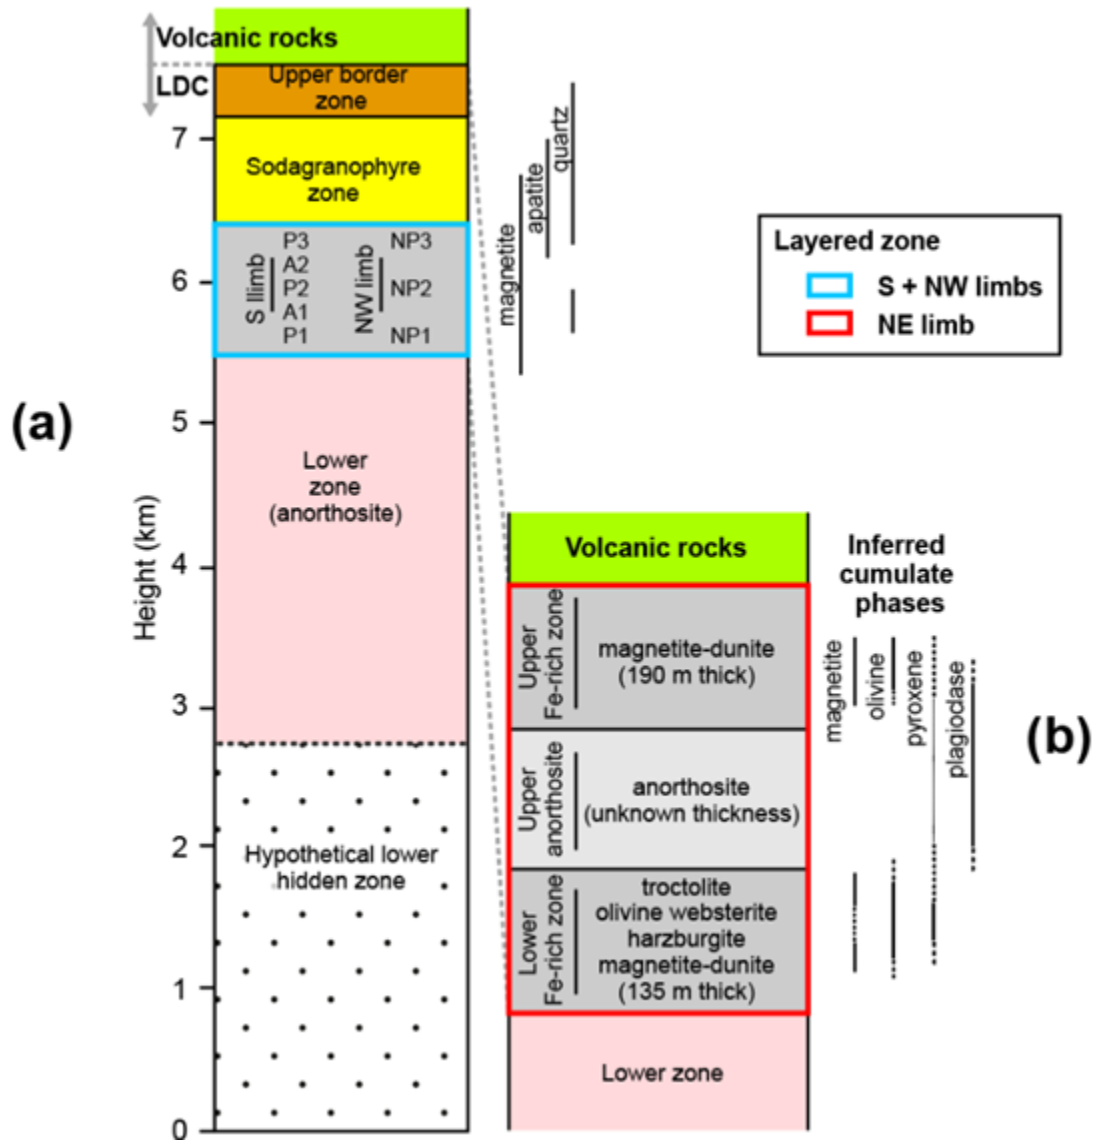 Volcanic rocks
LDC
Upper border
zone
7
Sodagranophyre
zone
6
S llimb
P3
A2
P2
A1
P1
NW limb
NP3
NP2
NP1
5
(a)
Lower
zone
(anorthosite)
Height (km)
4
3
2
Hypothetical lower
hidden zone
1
0
magnetite
apatite
quartz
Layered zone
S + NW limbs
NE limb
Volcanic rocks
Upper
Fe-rich zone
magnetite-dunite
(190 m thick)
Upper
anorthosite
anorthosite
(unknown thickness)
Lower
Fe-rich zone
troctolite
olivine websterite
harzburgite
magnetite-dunite
(135 m thick)
Lower zone
Inferred
cumulate
phases
magnetite
olivine
pyroxene
plagiodase
(b)